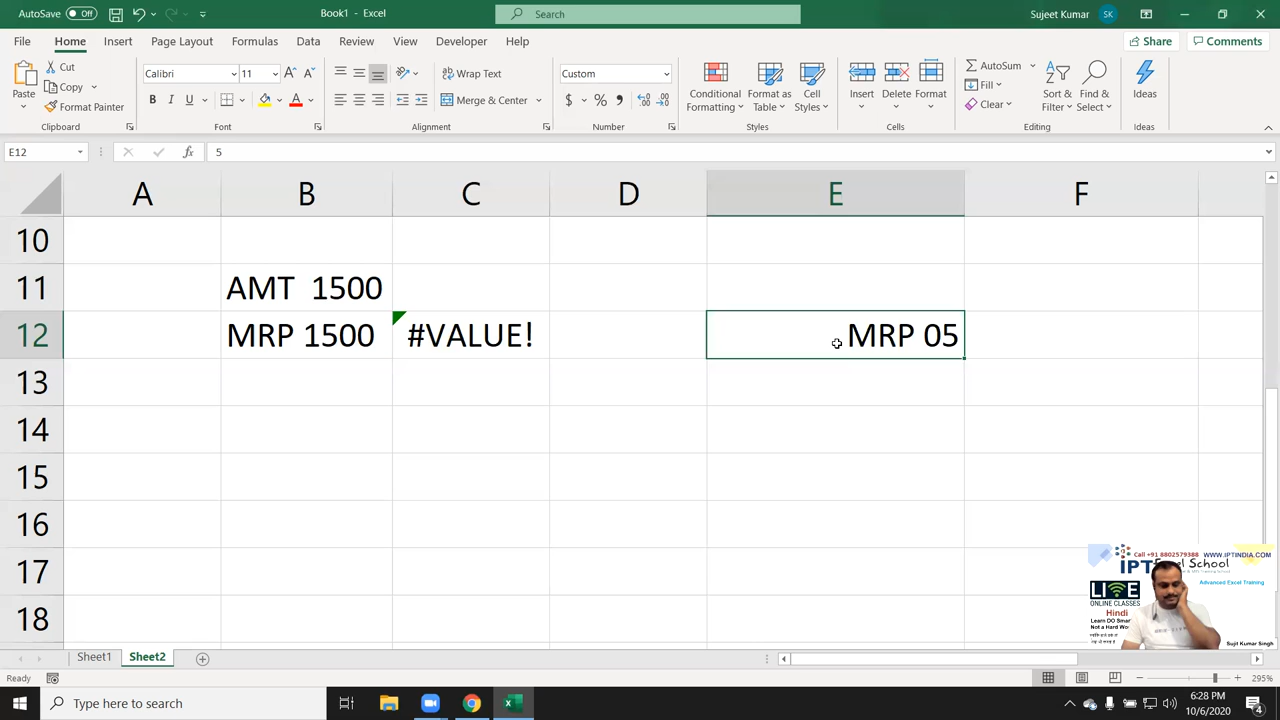 AutoSave Off Book1 - Excel Search Sujeet Kumar SK
File Home Insert Page Layout Formulas Data Review View Developer Help Share Comments
Paste Cut Copy Format Painter Clipboard
Calibri 11 A A B I U A Font
Wrap Text Merge & Center Alignment
Custom $ % , Number
Conditional Formatting Format as Table Cell Styles Styles
Insert Delete Format Cells
AutoSum Fill Clear Sort & Filter Find & Select Editing
Ideas Ideas
E12 fx 5
A B C D E F
10
11 AMT 1500
12 MRP 1500 #VALUE! MRP 05
13
14
15
16
17
18
Call +91 8802579388 WWW.IPTINDIA.COM
IPT Excel School
Advanced Excel Training
LIVE
ONLINE CLASSES
Hindi
Learn DO Smar
Not a Hard Wo
Sujit Kumar Singh
Sheet1 Sheet2
Ready 295%
Type here to search 6:28 PM
10/6/2020